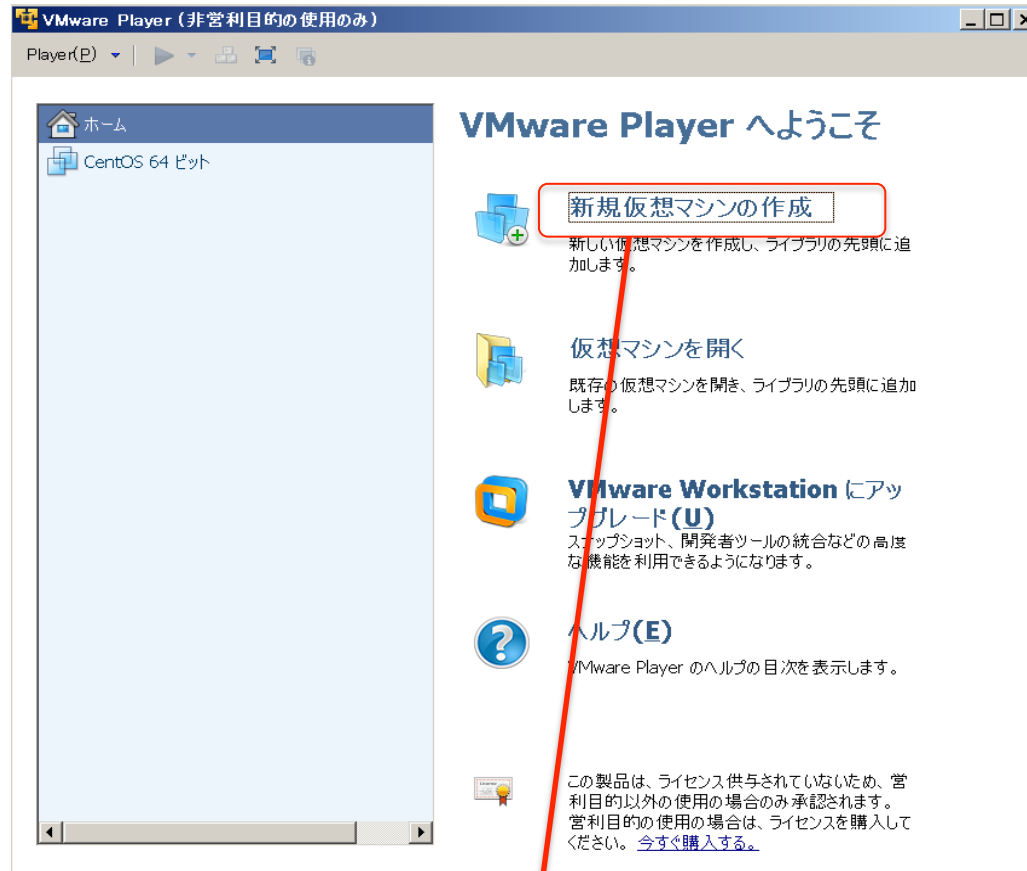 VMware Player (非営利目的の使用のみ)
Player(P)
ホーム
CentOS 64 ビット
VMware Player へようこそ
新規仮想マシンの作成
新しい仮想マシンを作成し、ライブラリの先頭に追
加します。
仮想マシンを開く
既存の仮想マシンを開き、ライブラリの先頭に追加
します。
VMware Workstation にアッ
プグレード(U)
スナップショット、開発者ツールの統合などの高度
な機能を利用できるようになります。
ヘルプ(E)
VMware Player のヘルプの目次を表示します。
この製品は、ライセンス供与されていないため、営
利目的以外の使用の場合のみ承認されます。
営利目的の使用の場合は、ライセンスを購入して
ください。 今すぐ購入する。